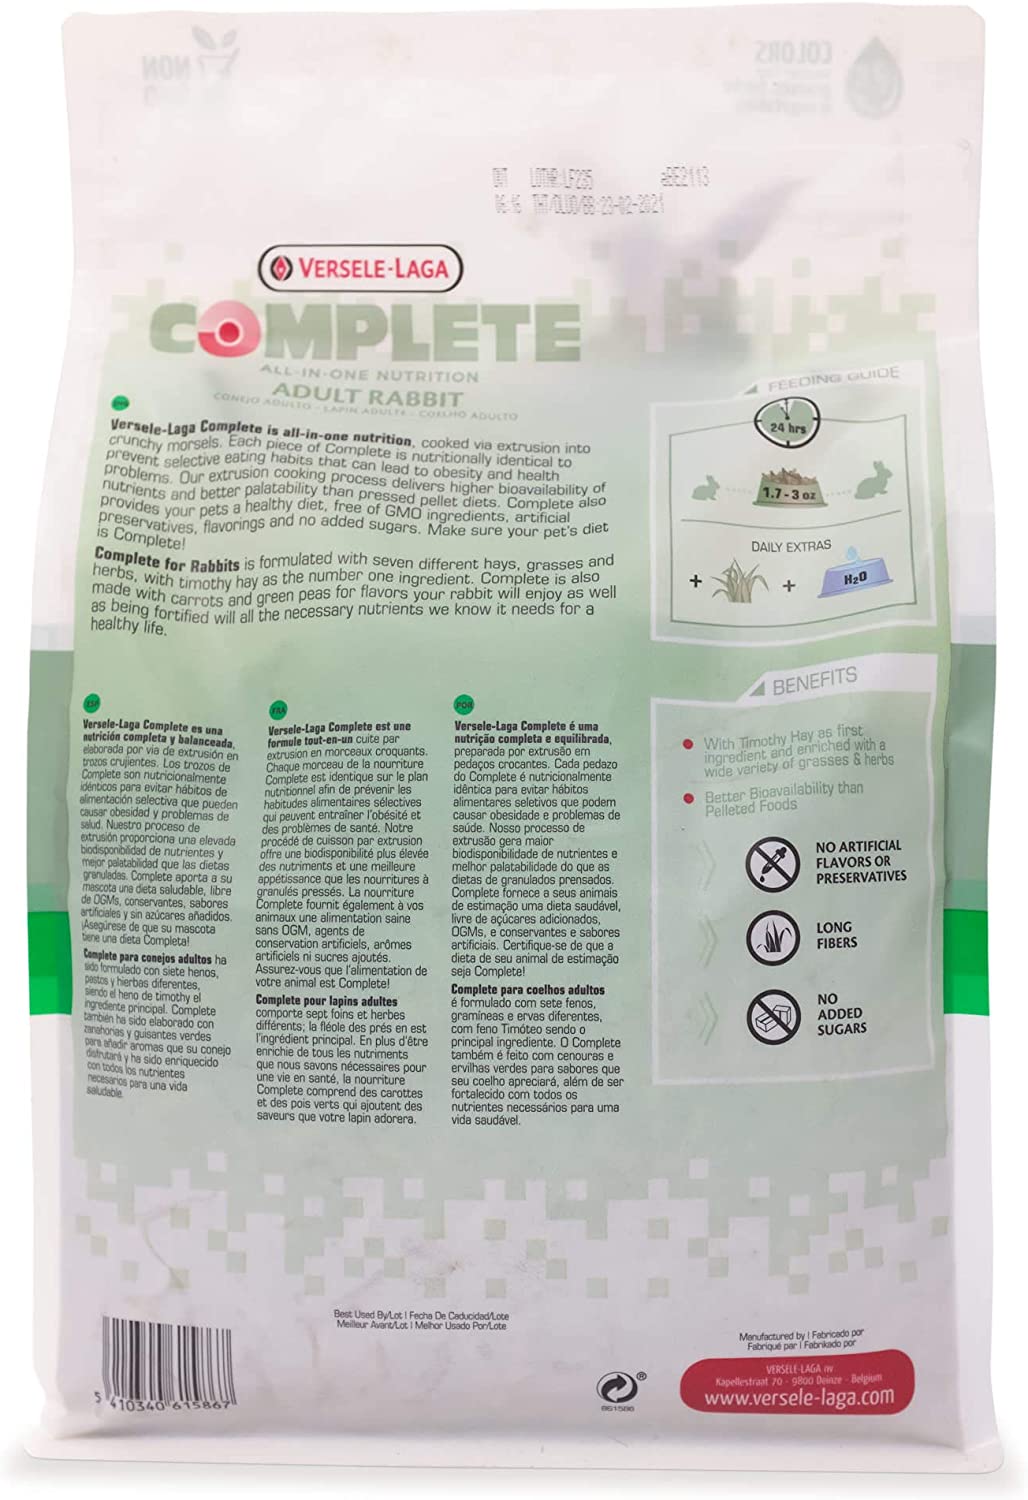 LOTNR:LF235
06:16 THT/DLUO/BB:23-02-2021
VERSELE-LAGA
COMPLETE
ALL-IN-ONE NUTRITION
ADULT RABBIT
CONEJO ADULTO - LAPIN ADULTE - COELHO ADULTO
ENG
Versele-Laga Complete is all-in-one nutrition, cooked via extrusion into
crunchy morsels. Each piece of Complete is nutritionally identical to
prevent selective eating habits that can lead to obesity and health
problems. Our extrusion cooking process delivers higher bioavailability of
nutrients and better palatability than pressed pellet diets. Complete also
provides your pets a healthy diet, free of GMO ingredients, artificial
preservatives, flavorings and no added sugars. Make sure your pet's diet
is Complete!
Complete for Rabbits is formulated with seven different hays, grasses and
herbs, with timothy hay as the number one ingredient. Complete is also
made with carrots and green peas for flavors your rabbit will enjoy as well
as being fortified will all the necessary nutrients we know it needs for a
healthy life.
FEEDING GUIDE
24 hrs
1.7-3 oz
DAILY EXTRAS
+ + H2O
ESP
Versele-Laga Complete es una
nutrición completa y balanceada,
elaborada por via de extrusión en
trozos crujientes. Los trozos de
Complete son nutricionalmente
idénticos para evitar hábitos de
alimentación selectiva que pueden
causar obesidad y problemas de
salud. Nuestro proceso de
extrusión proporciona una elevada
biodisponibilidad de nutrientes y
mejor palatabilidad que las dietas
granuladas. Complete aporta a su
mascota una dieta saludable, libre
de OGMs, conservantes, sabores
artificiales y sin azúcares añadidos.
¡Asegúrese de que su mascota
tiene una dieta Completa!
Complete para conejos adultos ha
sido formulado con siete henos,
pastos y hierbas diferentes,
siendo el heno de timothy el
ingrediente principal. Complete
también ha sido elaborado con
zanahorias y guisantes verdes
para añadir aromas que su conejo
disfrutará y ha sido enriquecido
con todos los nutrientes
necesarios para una vida
saludable.
FRA
Versele-Laga Complete est une
formule tout-en-un cuite par
extrusion en morceaux croquants.
Chaque morceau de la nourriture
Complete est identique sur le plan
nutritionnel afin de prévenir les
habitudes alimentaires sélectives
qui peuvent entraîner l'obésité et
des problèmes de santé. Notre
procédé de cuisson par extrusion
offre une biodisponibilité plus élevée
des nutriments et une meilleure
appétissance que les nourritures à
granulés pressés. La nourriture
Complete fournit également à vos
animaux une alimentation saine
sans OGM, agents de
conservation artificiels, arômes
artificiels ni sucres ajoutés.
Assurez-vous que l'alimentation de
votre animal est Complete!
Complete pour lapins adultes
comporte sept foins et herbes
différents; la fléole des prés en est
l'ingrédient principal. En plus d'être
enrichie de tous les nutriments
que nous savons nécessaires pour
une vie en santé, la nourriture
Complete comprend des carottes
et des pois verts qui ajoutent des
saveurs que votre lapin adorera.
POR
Versele-Laga Complete é uma
nutrição completa e equilibrada,
preparada por extrusão em
pedaços crocantes. Cada pedazo
do Complete é nutricionalmente
idêntica para evitar hábitos
alimentares seletivos que podem
causar obesidade e problemas de
saúde. Nosso processo de
extrusão gera maior
biodisponibilidade de nutrientes e
melhor palatabilidade do que as
dietas de granulados prensados.
Complete fornece a seus animais
de estimação uma dieta saudável,
livre de açúcares adicionados,
OGMs, e conservantes e sabores
artificiais. Certifique-se de que a
dieta de seu animal de estimação
seja Complete!
Complete para coelhos adultos
é formulado com sete fenos,
gramíneas e ervas diferentes,
com feno Timóteo sendo o
principal ingrediente. O Complete
também é feito com cenouras e
ervilhas verdes para sabores que
seu coelho apreciará, além de ser
fortalecido com todos os
nutrientes necessários para uma
vida saudável.
BENEFITS
With Timothy Hay as first
ingredient and enriched with a
wide variety of grasses & herbs
Better Bioavailability than
Pelleted Foods
NO ARTIFICIAL
FLAVORS OR
PRESERVATIVES
LONG
FIBERS
NO
ADDED
SUGARS
Best Used By/Lot | Fecha De Caducidad/Lote
Meilleur Avant/Lot | Melhor Usado Por/Lote
5 410340 615867
®
861586
Manufactured by | Fabricado por
Fabriqué par | Fabrikado por
VERSELE-LAGA nv
Kapellestraat 70 - 9800 Deinze - Belgium
www.versele-laga.com